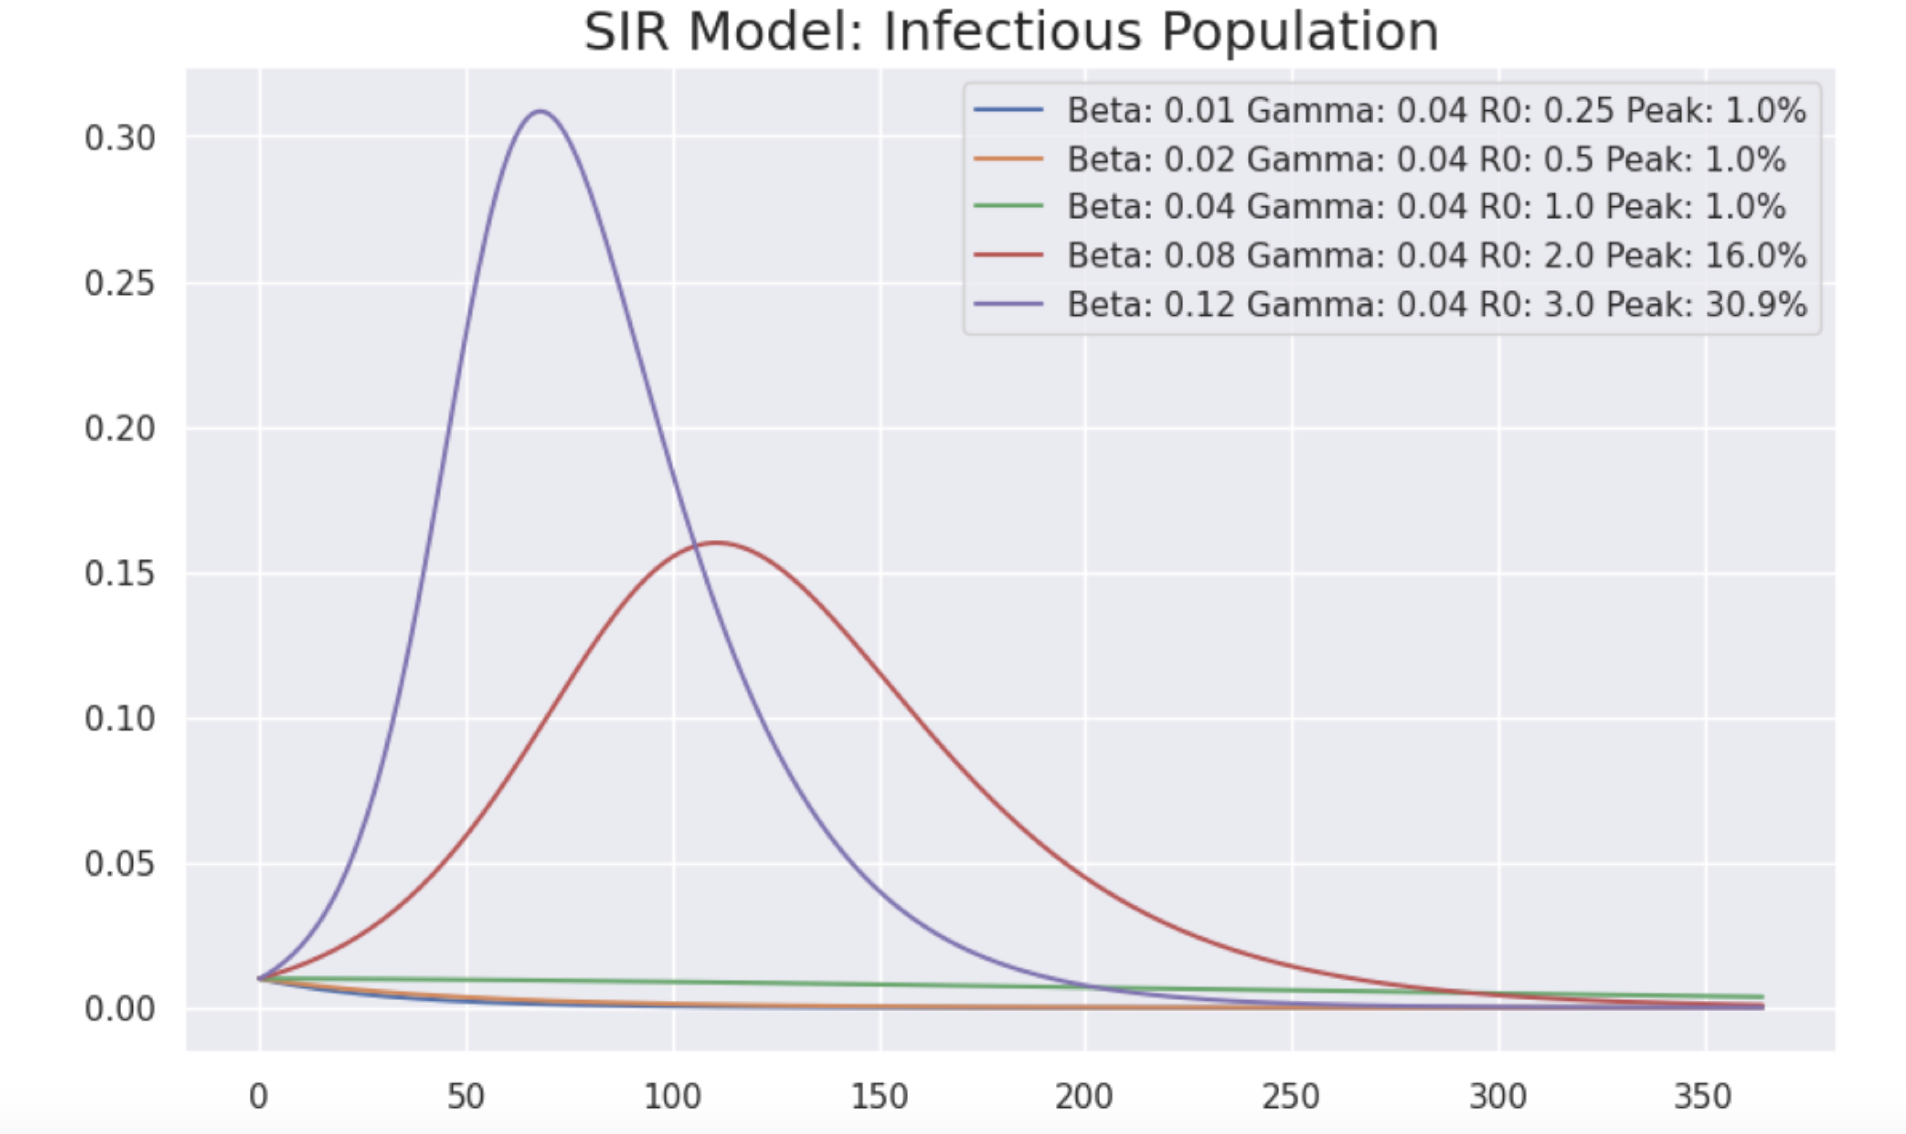 SIR Model: Infectious Population
Beta: 0.01 Gamma: 0.04 R0: 0.25 Peak: 1.0%
Beta: 0.02 Gamma: 0.04 R0: 0.5 Peak: 1.0%
Beta: 0.04 Gamma: 0.04 R0: 1.0 Peak: 1.0%
Beta: 0.08 Gamma: 0.04 R0: 2.0 Peak: 16.0%
Beta: 0.12 Gamma: 0.04 R0: 3.0 Peak: 30.9%
0.30
0.25
0.20
0.15
0.10
0.05
0.00
0 50 100 150 200 250 300 350